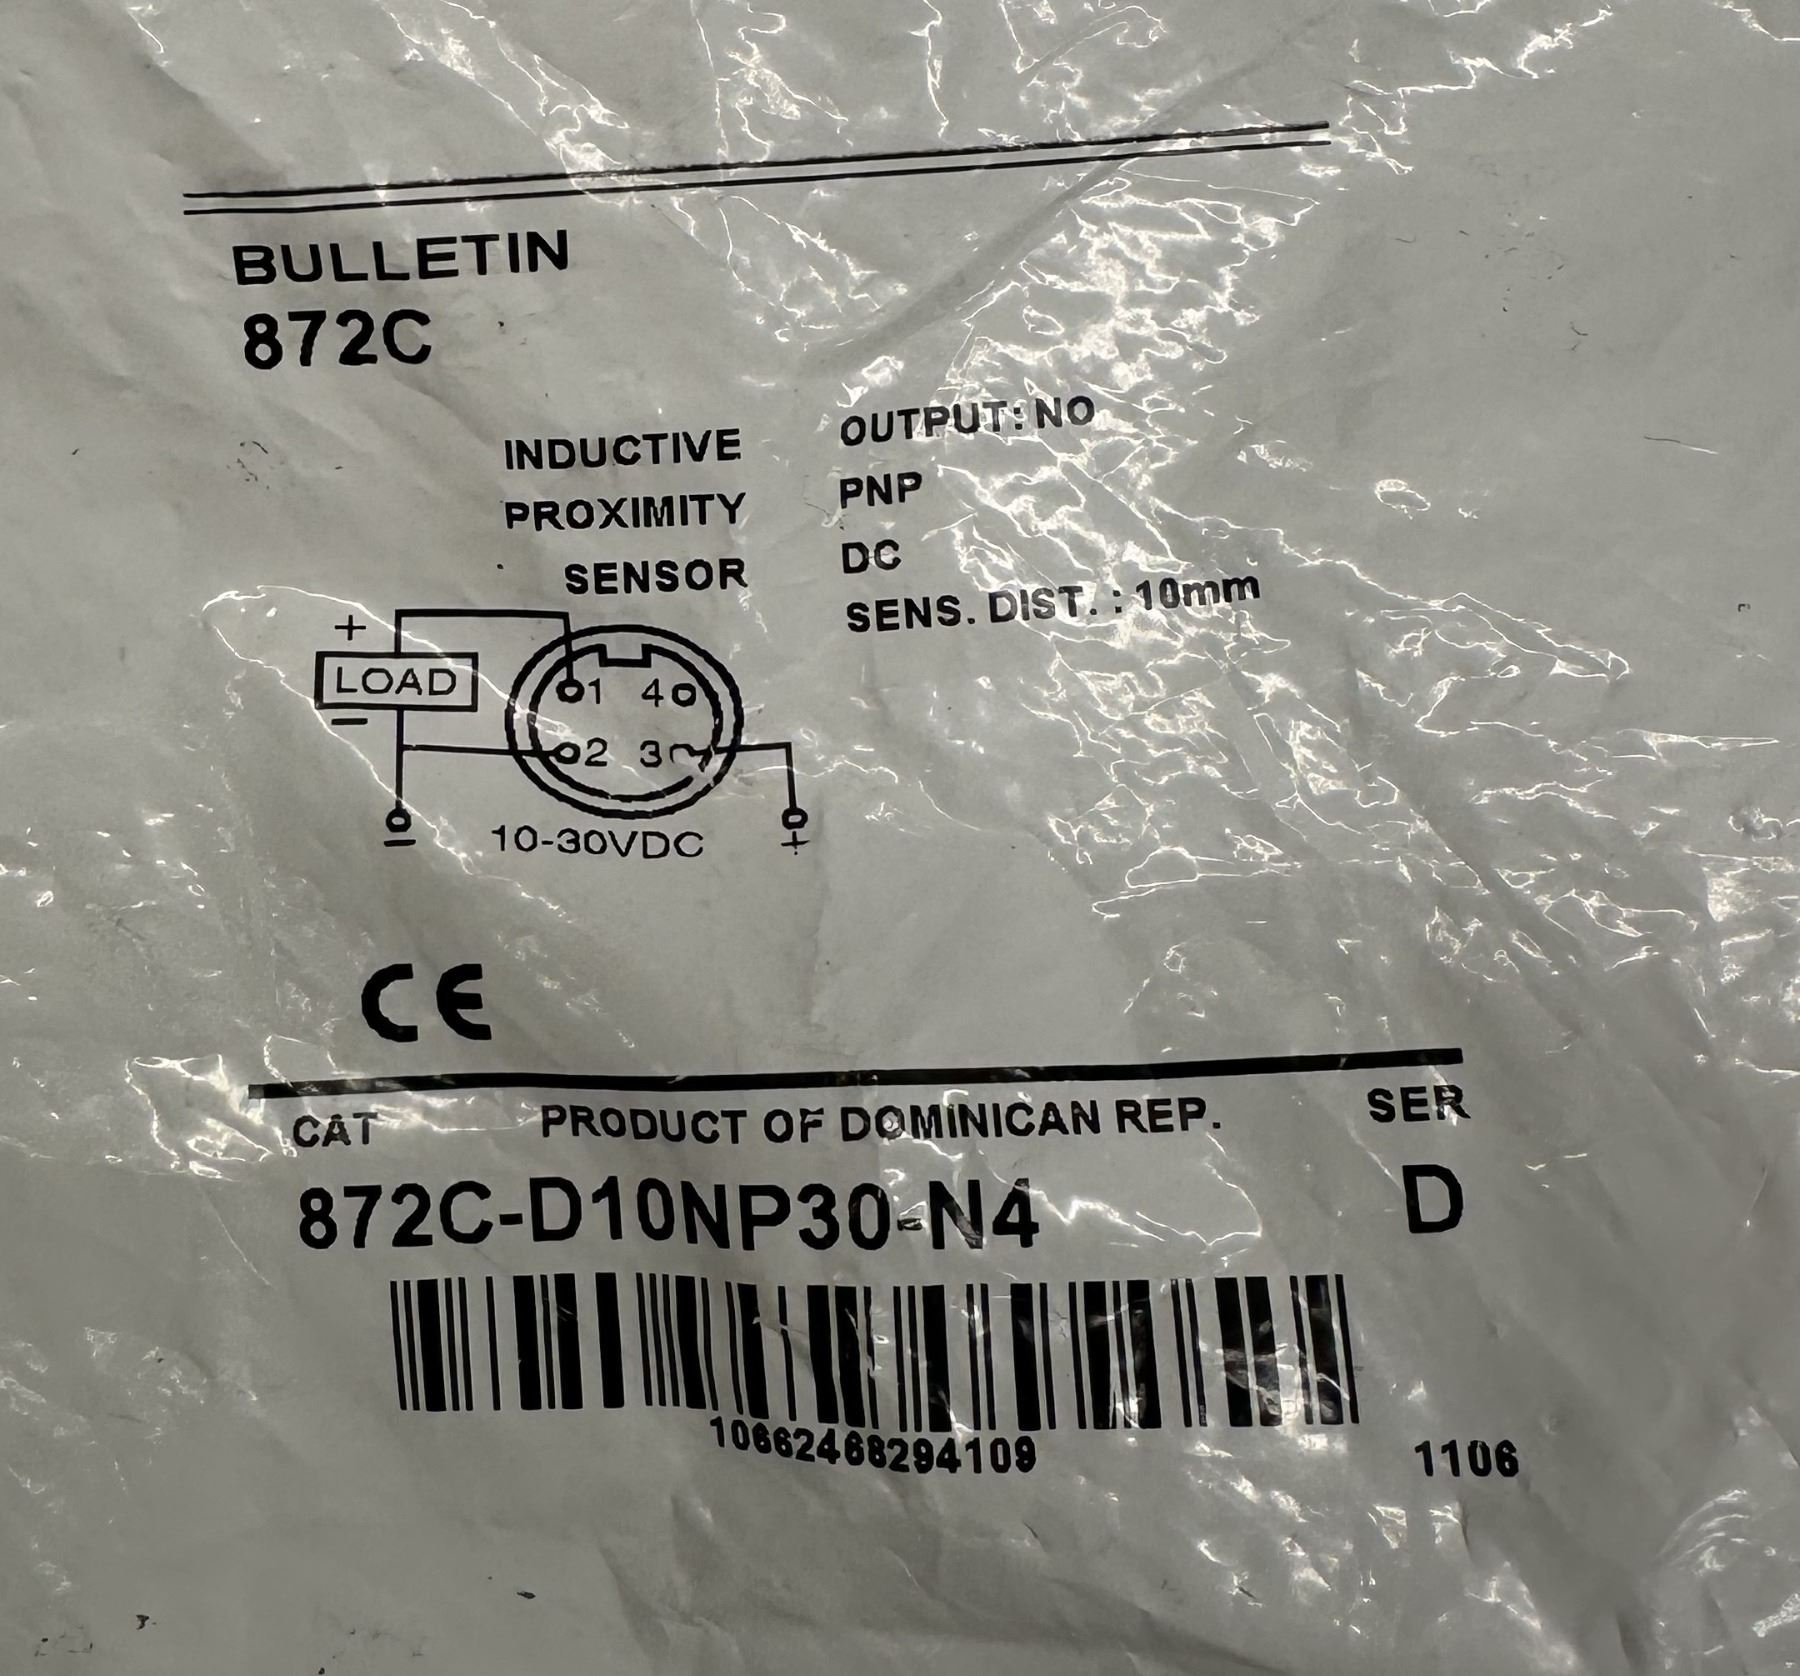 BULLETIN
872C
INDUCTIVE
PROXIMITY
SENSOR
OUTPUT: NO
PNP
DC
SENS. DIST. : 10mm
+
LOAD
−
1 4
2 3
− 10-30VDC +
CE
CAT PRODUCT OF DOMINICAN REP. SER
872C-D10NP30-N4 D
10662468294109 1106